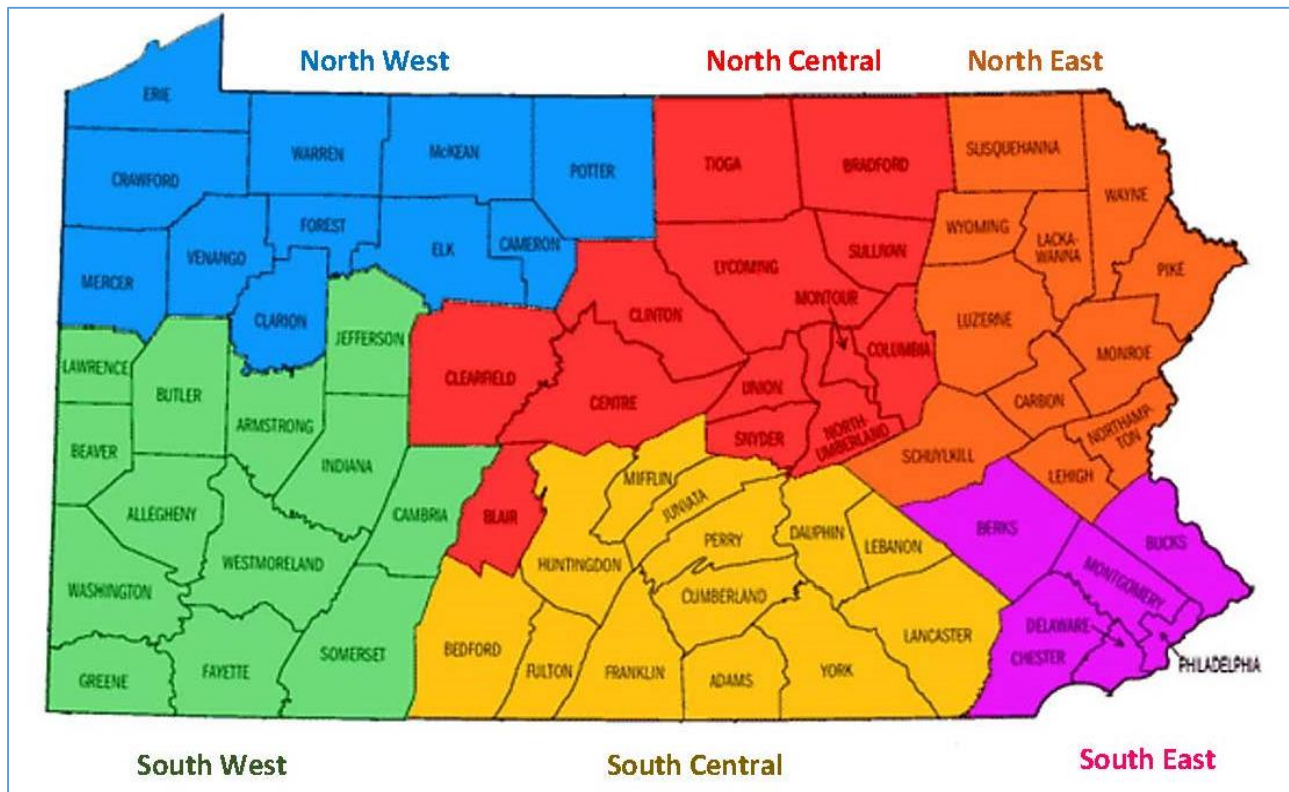 North West
North Central
North East
ERIE
WARREN
McKEAN
POTTER
TIOGA
BRADFORD
SUSQUEHANNA
CRAWFORD
WAYNE
FOREST
WYOMING
LACKA-
WANNA
VENANGO
ELK
CAMERON
SULLIVAN
LYCOMING
PIKE
MERCER
MONTOUR
CLINTON
LUZERNE
CLARION
JEFFERSON
COLUMBIA
MONROE
LAWRENCE
CLEARFIELD
UNION
BUTLER
CENTRE
CARBON
ARMSTRONG
SNYDER
NORTH-
UMBERLAND
NORTHAMP-
TON
BEAVER
INDIANA
SCHUYLKILL
LEHIGH
MIFFLIN
JUNIATA
ALLEGHENY
CAMBRIA
BLAIR
DAUPHIN
BERKS
BUCKS
PERRY
LEBANON
WESTMORELAND
HUNTINGDON
MONTGOMERY
WASHINGTON
CUMBERLAND
DELAWARE
LANCASTER
SOMERSET
BEDFORD
CHESTER
PHILADELPHIA
GREENE
FAYETTE
FULTON
FRANKLIN
ADAMS
YORK
South West
South Central
South East